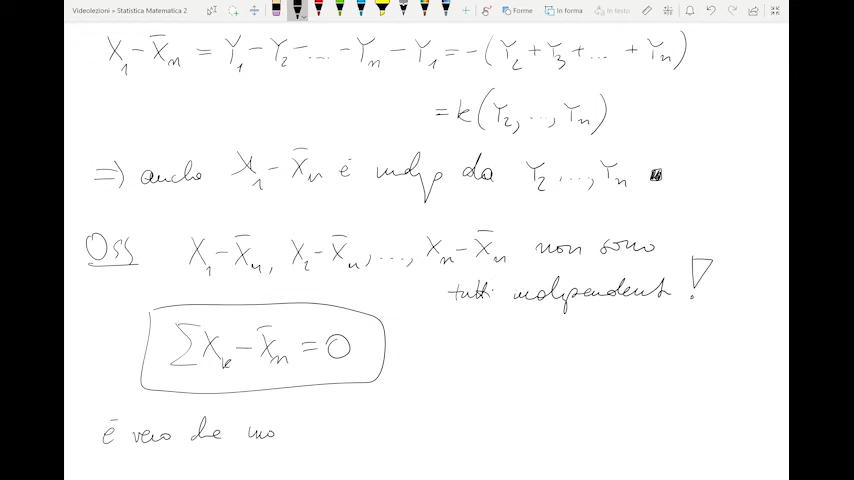 Videolezioni » Statistica Matematica 2 Forme In forma In testo
X₁ - X̄ₙ = Y₁ - Y₂ - ... - Yₙ - Y₁ = -(Y₂ + Y₃ + ... + Yₙ)
= k(Y₂, ..., Yₙ)
=> anche X₁ - X̄ₙ è indip da Y₂ ..., Yₙ
Oss X₁ - X̄ₙ, X₂ - X̄ₙ, ..., Xₙ - X̄ₙ non sono
tutti indipendenti !
∑ Xₖ - X̄ₙ = 0
è vero che uno